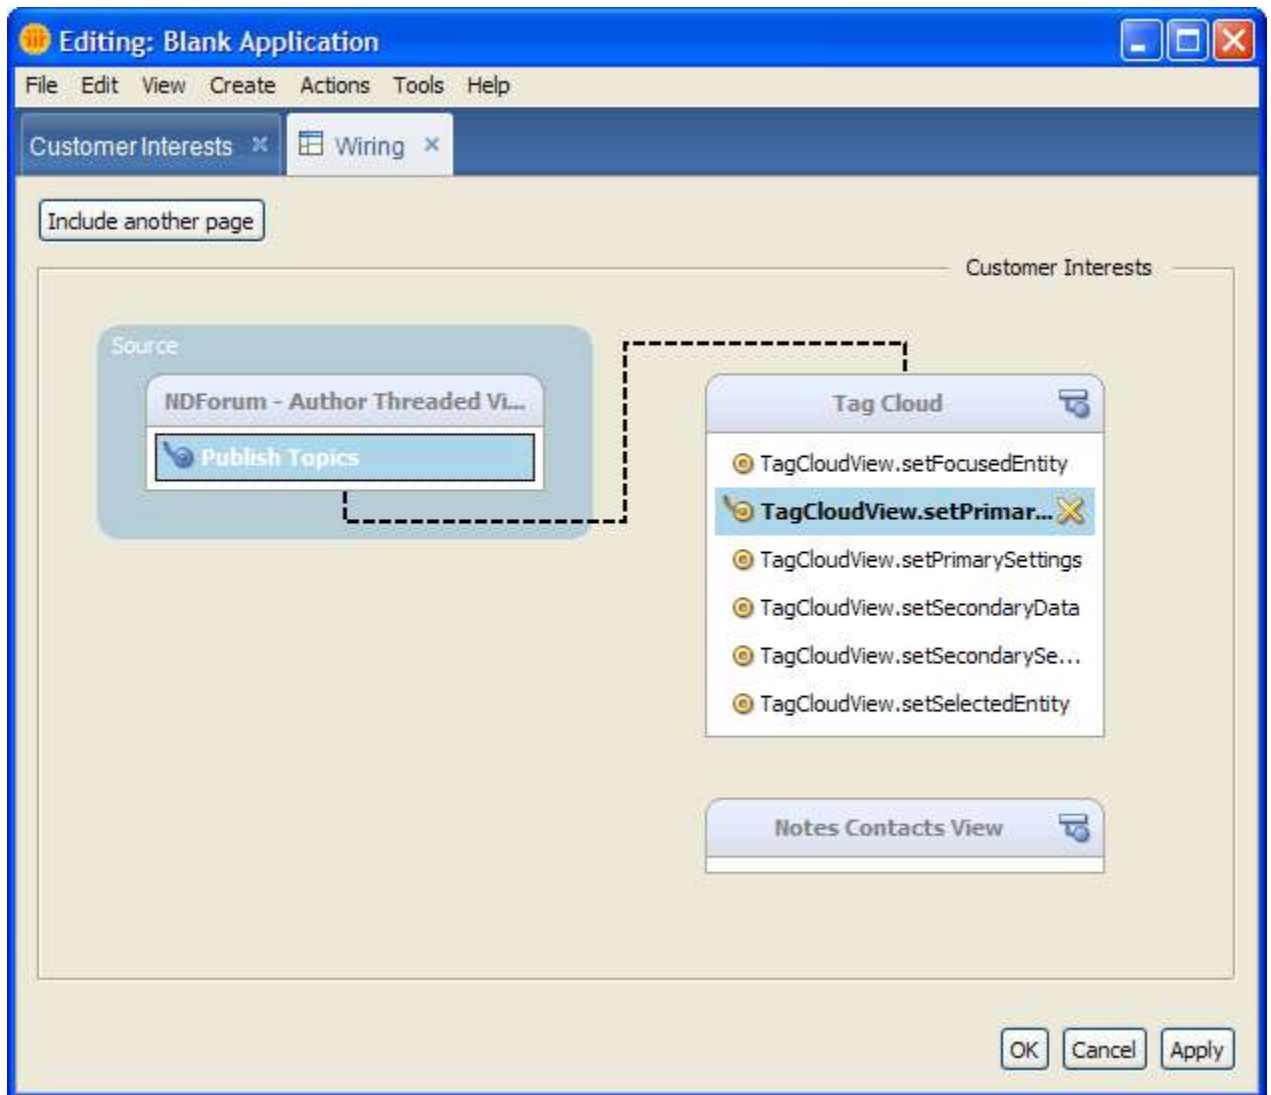 Editing: Blank Application
File Edit View Create Actions Tools Help
Customer Interests Wiring
Include another page
Customer Interests
Source
NDForum - Author Threaded Vi...
Publish Topics
Tag Cloud
TagCloudView.setFocusedEntity
TagCloudView.setPrimar...
TagCloudView.setPrimarySettings
TagCloudView.setSecondaryData
TagCloudView.setSecondarySe...
TagCloudView.setSelectedEntity
Notes Contacts View
OK Cancel Apply